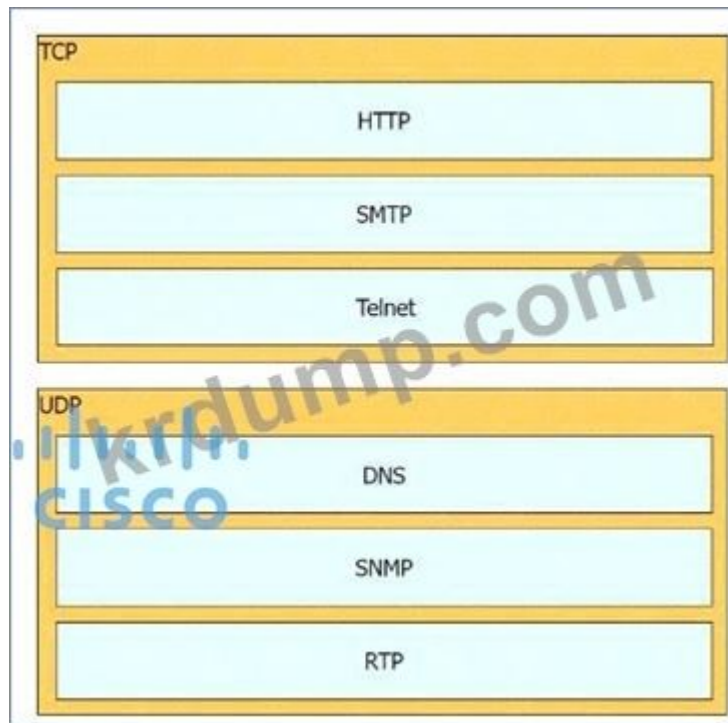 TCP
HTTP
SMTP
Telnet
krdump.com
UDP
CISCO
DNS
SNMP
RTP